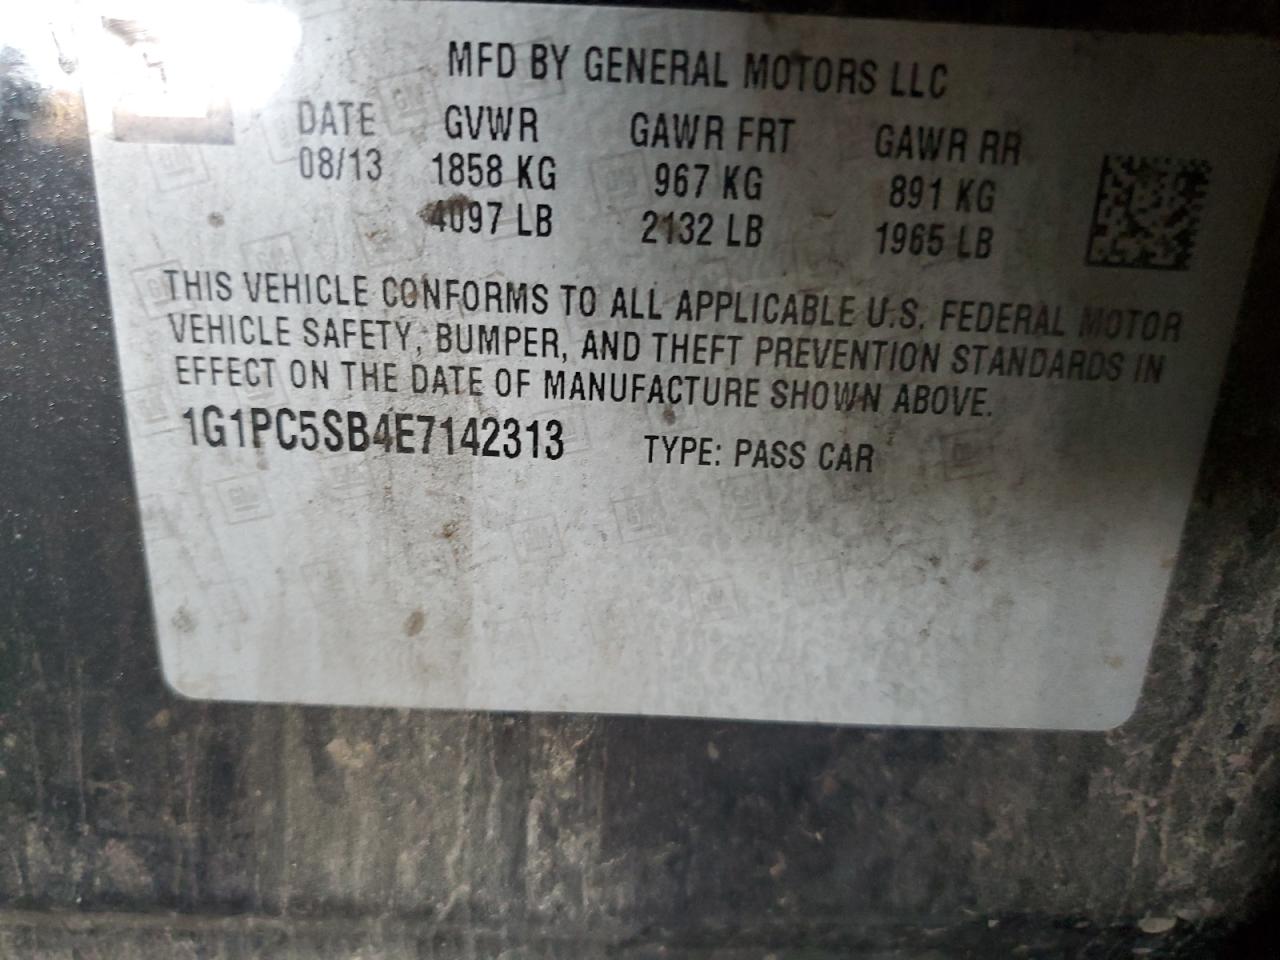 MFD BY GENERAL MOTORS LLC
DATE GVWR GAWR FRT GAWR RR
08/13 1858 KG 967 KG 891 KG
4097 LB 2132 LB 1965 LB
THIS VEHICLE CONFORMS TO ALL APPLICABLE U.S. FEDERAL MOTOR
VEHICLE SAFETY, BUMPER, AND THEFT PREVENTION STANDARDS IN
EFFECT ON THE DATE OF MANUFACTURE SHOWN ABOVE.
1G1PC5SB4E7142313 TYPE: PASS CAR